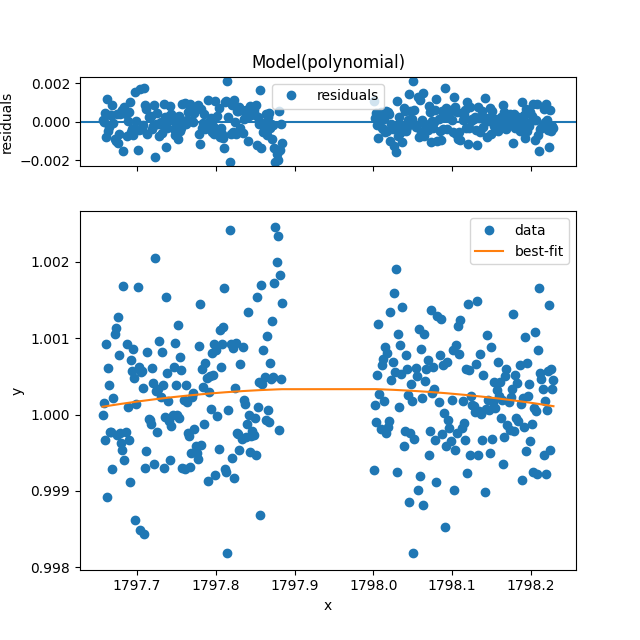 Model(polynomial)
0.002
0.000
−0.002
residuals
residuals
1.002
1.001
1.000
0.999
0.998
y
data
best-fit
1797.7
1797.8
1797.9
1798.0
1798.1
1798.2
x